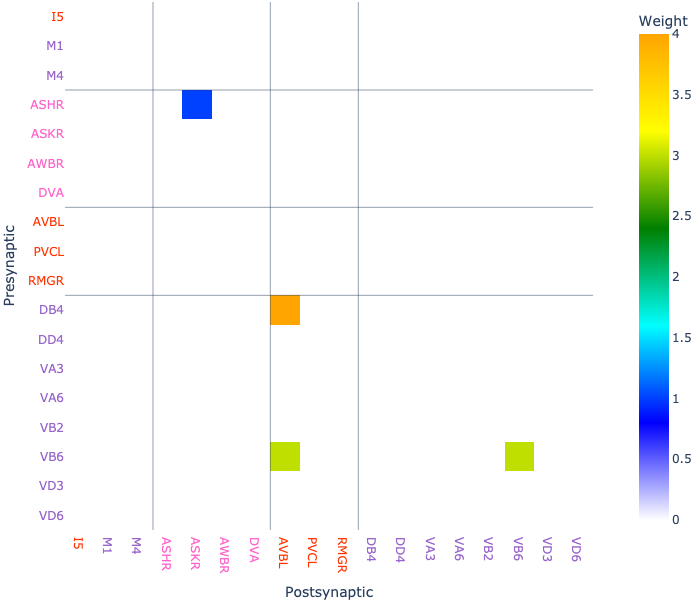 Weight
I5
M1
M4
ASHR
ASKR
AWBR
DVA
AVBL
PVCL
RMGR
DB4
DD4
VA3
VA6
VB2
VB6
VD3
VD6
Presynaptic
I5
M1
M4
ASHR
ASKR
AWBR
DVA
AVBL
PVCL
RMGR
DB4
DD4
VA3
VA6
VB2
VB6
VD3
VD6
Postsynaptic
4
3.5
3
2.5
2
1.5
1
0.5
0